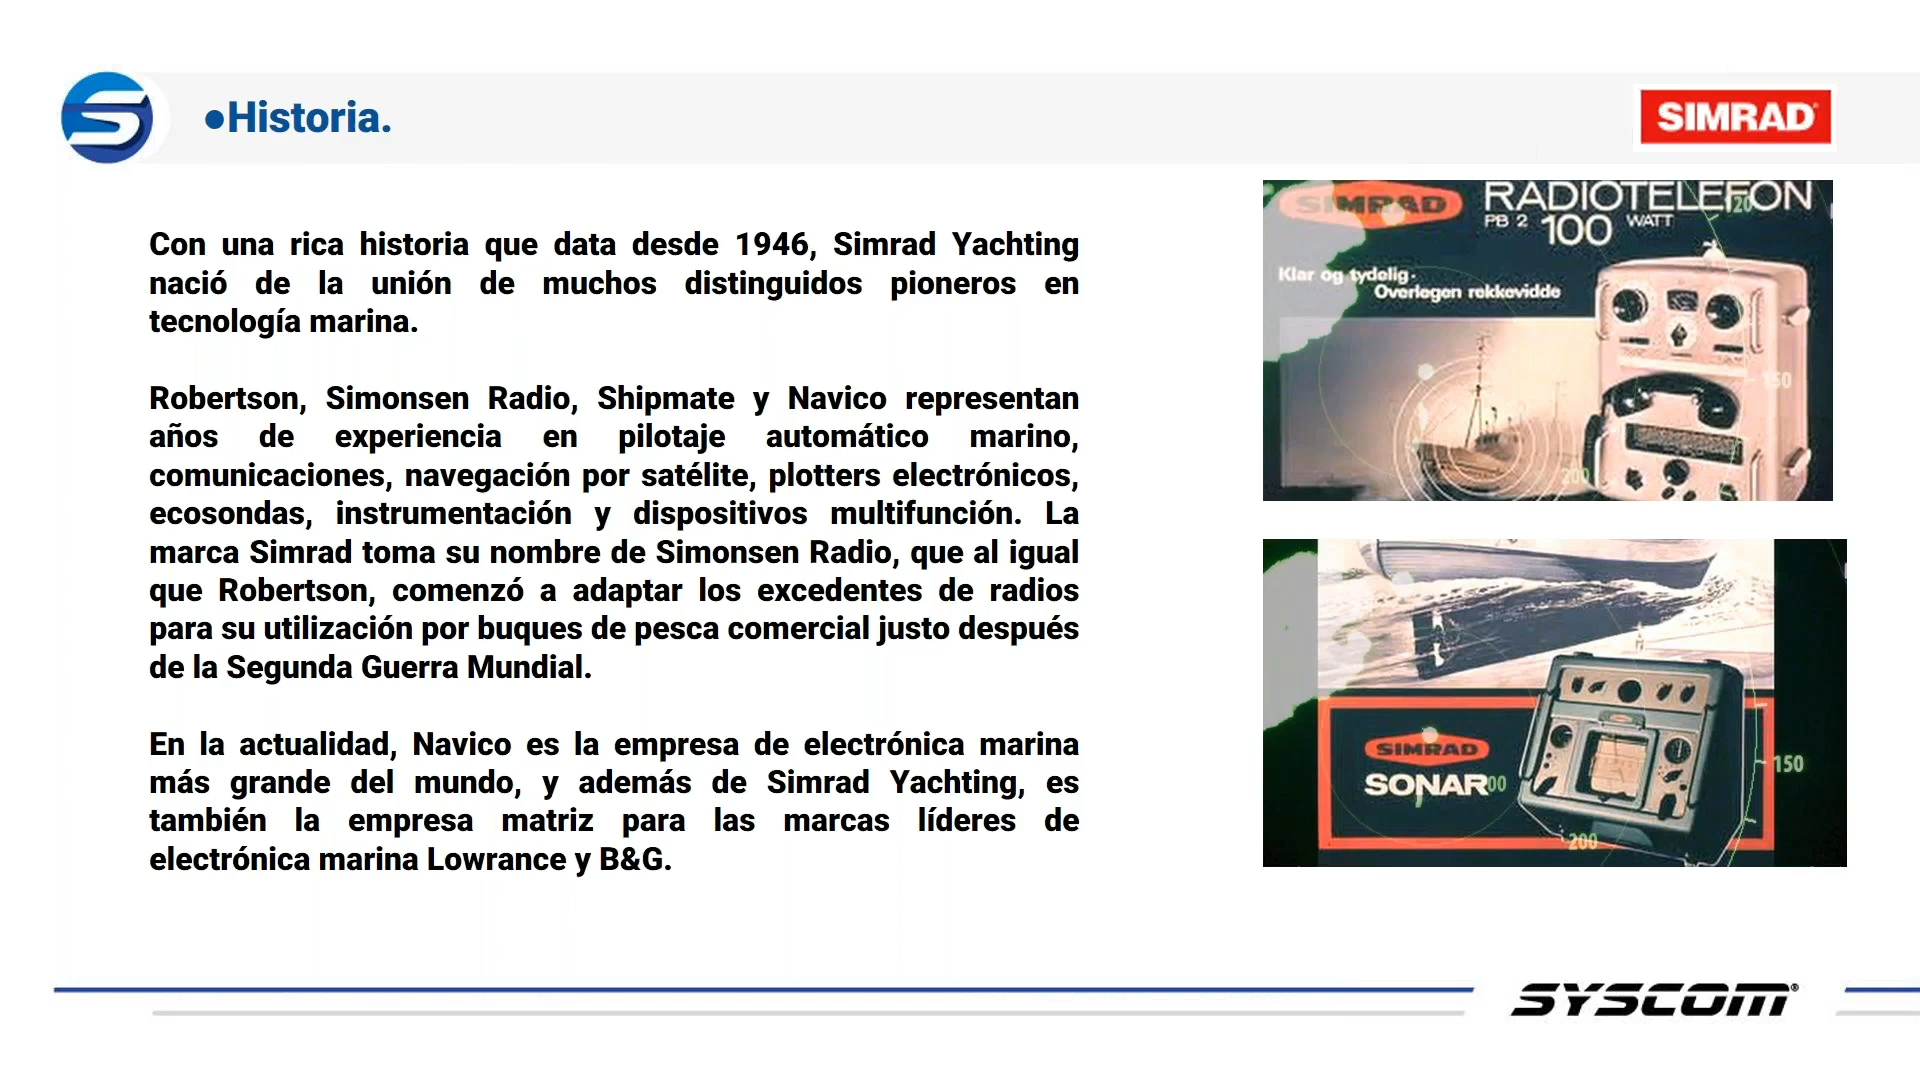 ●Historia.
SIMRAD
Con una rica historia que data desde 1946, Simrad Yachting
nació de la unión de muchos distinguidos pioneros en
tecnología marina.
Robertson, Simonsen Radio, Shipmate y Navico representan
años de experiencia en pilotaje automático marino,
comunicaciones, navegación por satélite, plotters electrónicos,
ecosondas, instrumentación y dispositivos multifunción. La
marca Simrad toma su nombre de Simonsen Radio, que al igual
que Robertson, comenzó a adaptar los excedentes de radios
para su utilización por buques de pesca comercial justo después
de la Segunda Guerra Mundial.
En la actualidad, Navico es la empresa de electrónica marina
más grande del mundo, y además de Simrad Yachting, es
también la empresa matriz para las marcas líderes de
electrónica marina Lowrance y B&G.
SIMRAD
RADIOTELEFON
PB 2 100 WATT
120
Klar og tydelig-
Overlegen rekkevidde
150
200
SIMRAD
SONAR
00
150
200
SYSCOM®